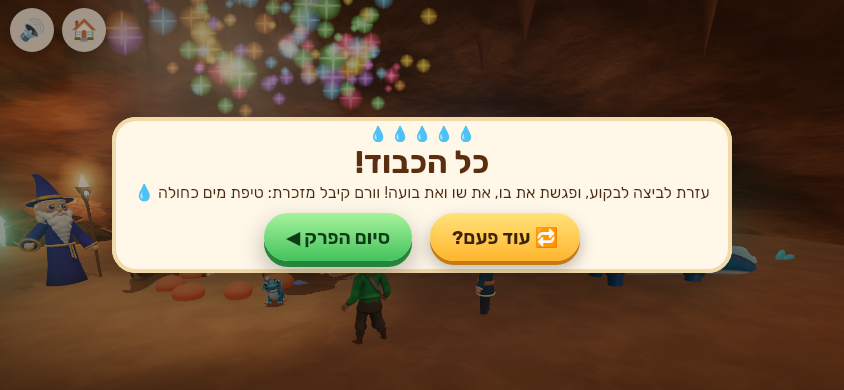 כל הכבוד!
עזרת לביצה לבקוע, ופגשת את בו, את שו ואת בועה! וורם קיבל מזכרת: טיפת מים כחולה 💧
🔁 עוד פעם?
סיום הפרק ◀